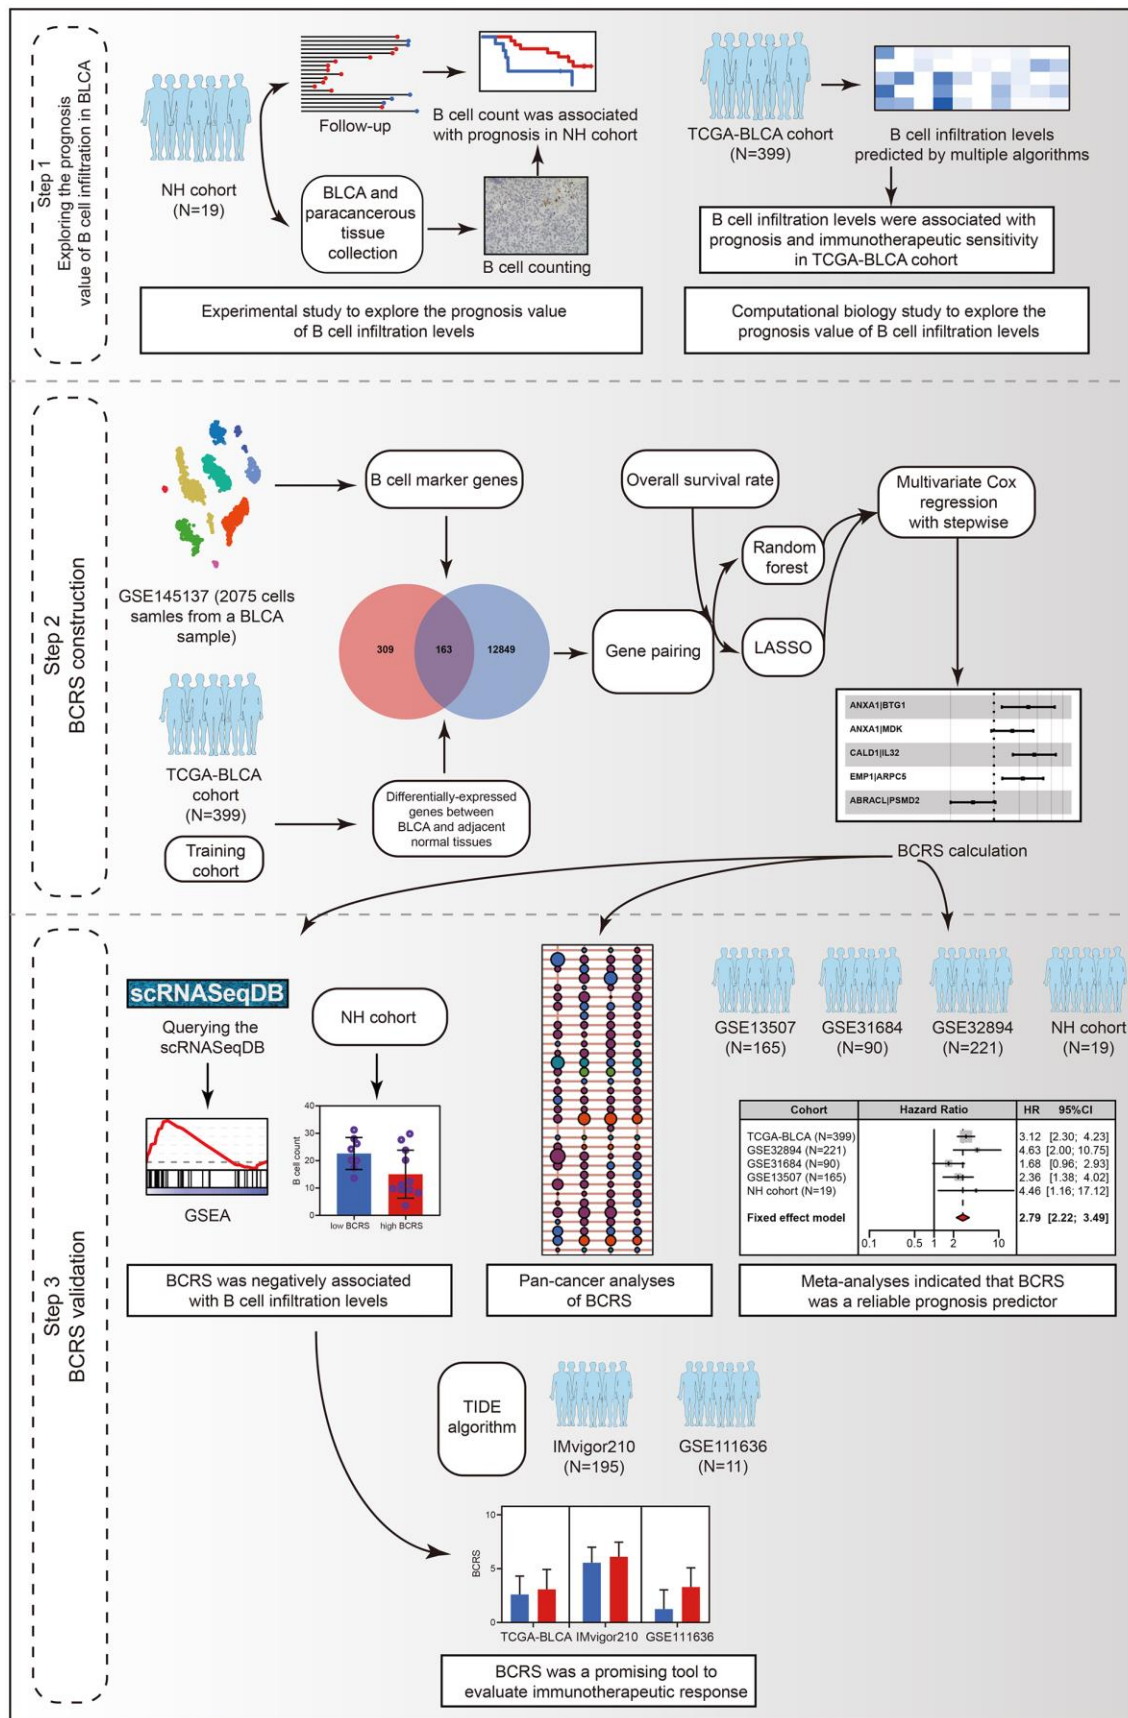 Step 1
Exploring the prognosis
value of B cell infiltration in BLCA
NH cohort
(N=19)
Follow-up
BLCA and
paracancerous
tissue
collection
B cell count was associated
with prognosis in NH cohort
B cell counting
Experimental study to explore the prognosis value
of B cell infiltration levels
TCGA-BLCA cohort
(N=399)
B cell infiltration levels
predicted by multiple algorithms
B cell infiltration levels were associated with
prognosis and immunotherapeutic sensitivity
in TCGA-BLCA cohort
Computational biology study to explore the
prognosis value of B cell infiltration levels
Step 2
BCRS construction
GSE145137 (2075 cells
samles from a BLCA
sample)
TCGA-BLCA
cohort
(N=399)
Training
cohort
B cell marker genes
309
163
12849
Differentially-expressed
genes between
BLCA and adjacent
normal tissues
Gene pairing
Overall survival rate
Random
forest
LASSO
Multivariate Cox
regression
with stepwise
ANXA1|BTG1
ANXA1|MDK
CALD1|IL32
EMP1|ARPC5
ABRACL|PSMD2
BCRS calculation
Step 3
BCRS validation
scRNASeqDB
Querying the
scRNASeqDB
GSEA
NH cohort
B cell count
40
30
20
10
0
low BCRS
high BCRS
BCRS was negatively associated
with B cell infiltration levels
Pan-cancer analyses
of BCRS
GSE13507
(N=165)
GSE31684
(N=90)
GSE32894
(N=221)
NH cohort
(N=19)
Cohort Hazard Ratio HR 95%CI
TCGA-BLCA (N=399) 3.12 [2.30; 4.23]
GSE32894 (N=221) 4.63 [2.00; 10.75]
GSE31684 (N=90) 1.68 [0.96; 2.93]
GSE13507 (N=165) 2.36 [1.38; 4.02]
NH cohort (N=19) 4.46 [1.16; 17.12]
Fixed effect model 2.79 [2.22; 3.49]
0.1 0.5 1 2 10
Meta-analyses indicated that BCRS
was a reliable prognosis predictor
TIDE
algorithm
IMvigor210
(N=195)
GSE111636
(N=11)
BCRS
10
5
0
TCGA-BLCA IMvigor210 GSE111636
BCRS was a promising tool to
evaluate immunotherapeutic response